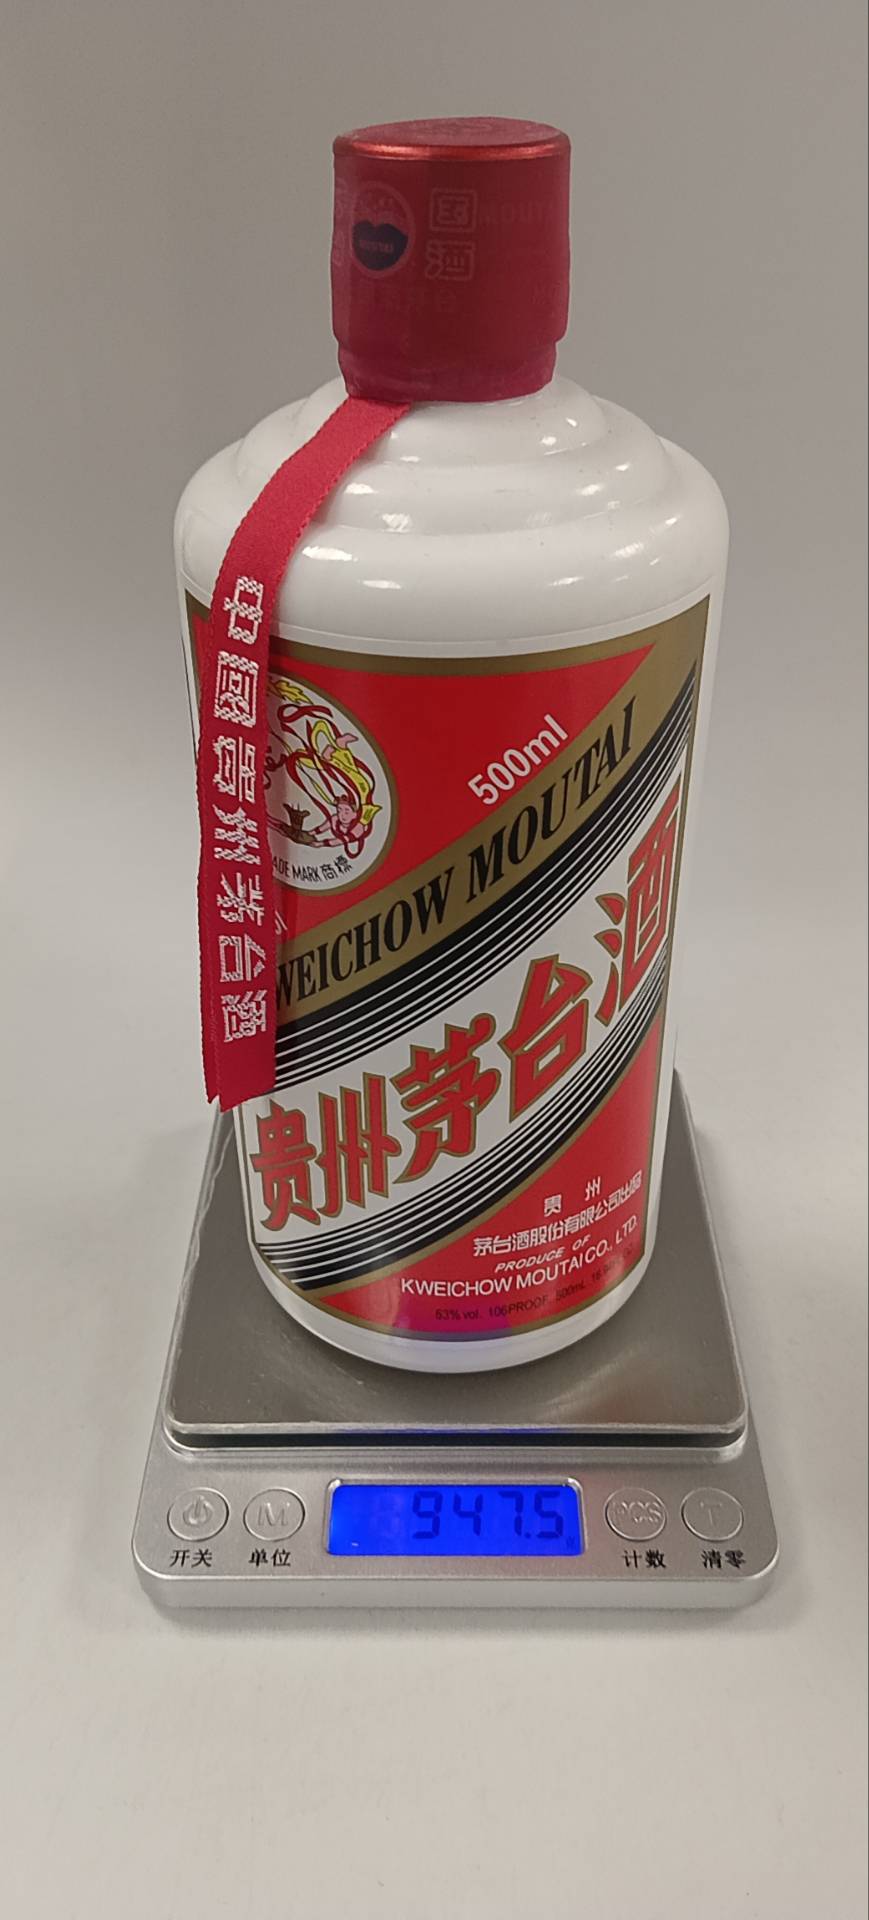 国
酒
MOUTAI
中国贵州茅台酒
500ml
TRADE MARK 商標
KWEICHOW MOUTAI
贵州茅台酒
贵州
茅台酒股份有限公司出品
PRODUCE OF
KWEICHOW MOUTAI CO., LTD.
53% vol. 106PROOF 500mL
947.5
M
PCS
T
开关
单位
计数
清零